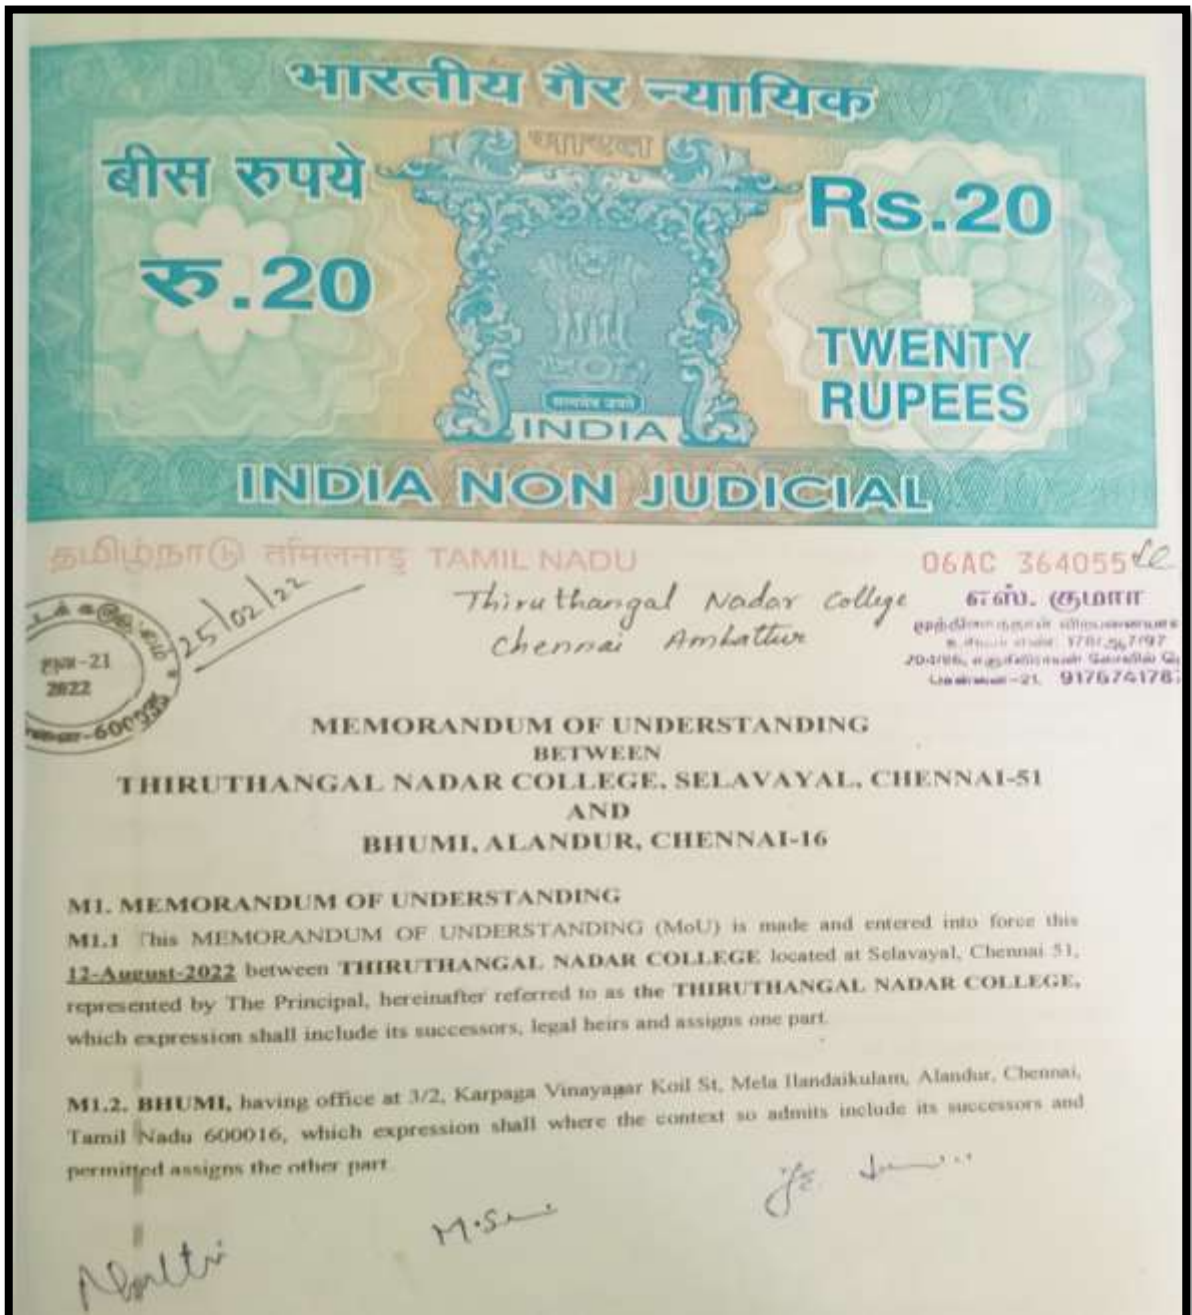 भारतीय गैर न्यायिक
भारत
बीस रुपये
रु.20
Rs.20
TWENTY
RUPEES
सत्यमेव जयते
INDIA
INDIA NON JUDICIAL
தமிழ்நாடு तमिलनाडु TAMIL NADU
06AC 364055
25/02/22
Thiruthangal Nadar College
Chennai Ambattur
எஸ். குமார
-21
2022
MEMORANDUM OF UNDERSTANDING
BETWEEN
THIRUTHANGAL NADAR COLLEGE, SELAVAYAL, CHENNAI-51
AND
BHUMI, ALANDUR, CHENNAI-16
M1. MEMORANDUM OF UNDERSTANDING
M1.1 This MEMORANDUM OF UNDERSTANDING (MoU) is made and entered into force this
12-August-2022 between THIRUTHANGAL NADAR COLLEGE located at Selavayal, Chennai 51,
represented by The Principal, hereinafter referred to as the THIRUTHANGAL NADAR COLLEGE,
which expression shall include its successors, legal heirs and assigns one part.
M1.2. BHUMI, having office at 3/2, Karpaga Vinayagar Koil St, Mela Ilandaikulam, Alandur, Chennai,
Tamil Nadu 600016, which expression shall where the context so admits include its successors and
permitted assigns the other part.